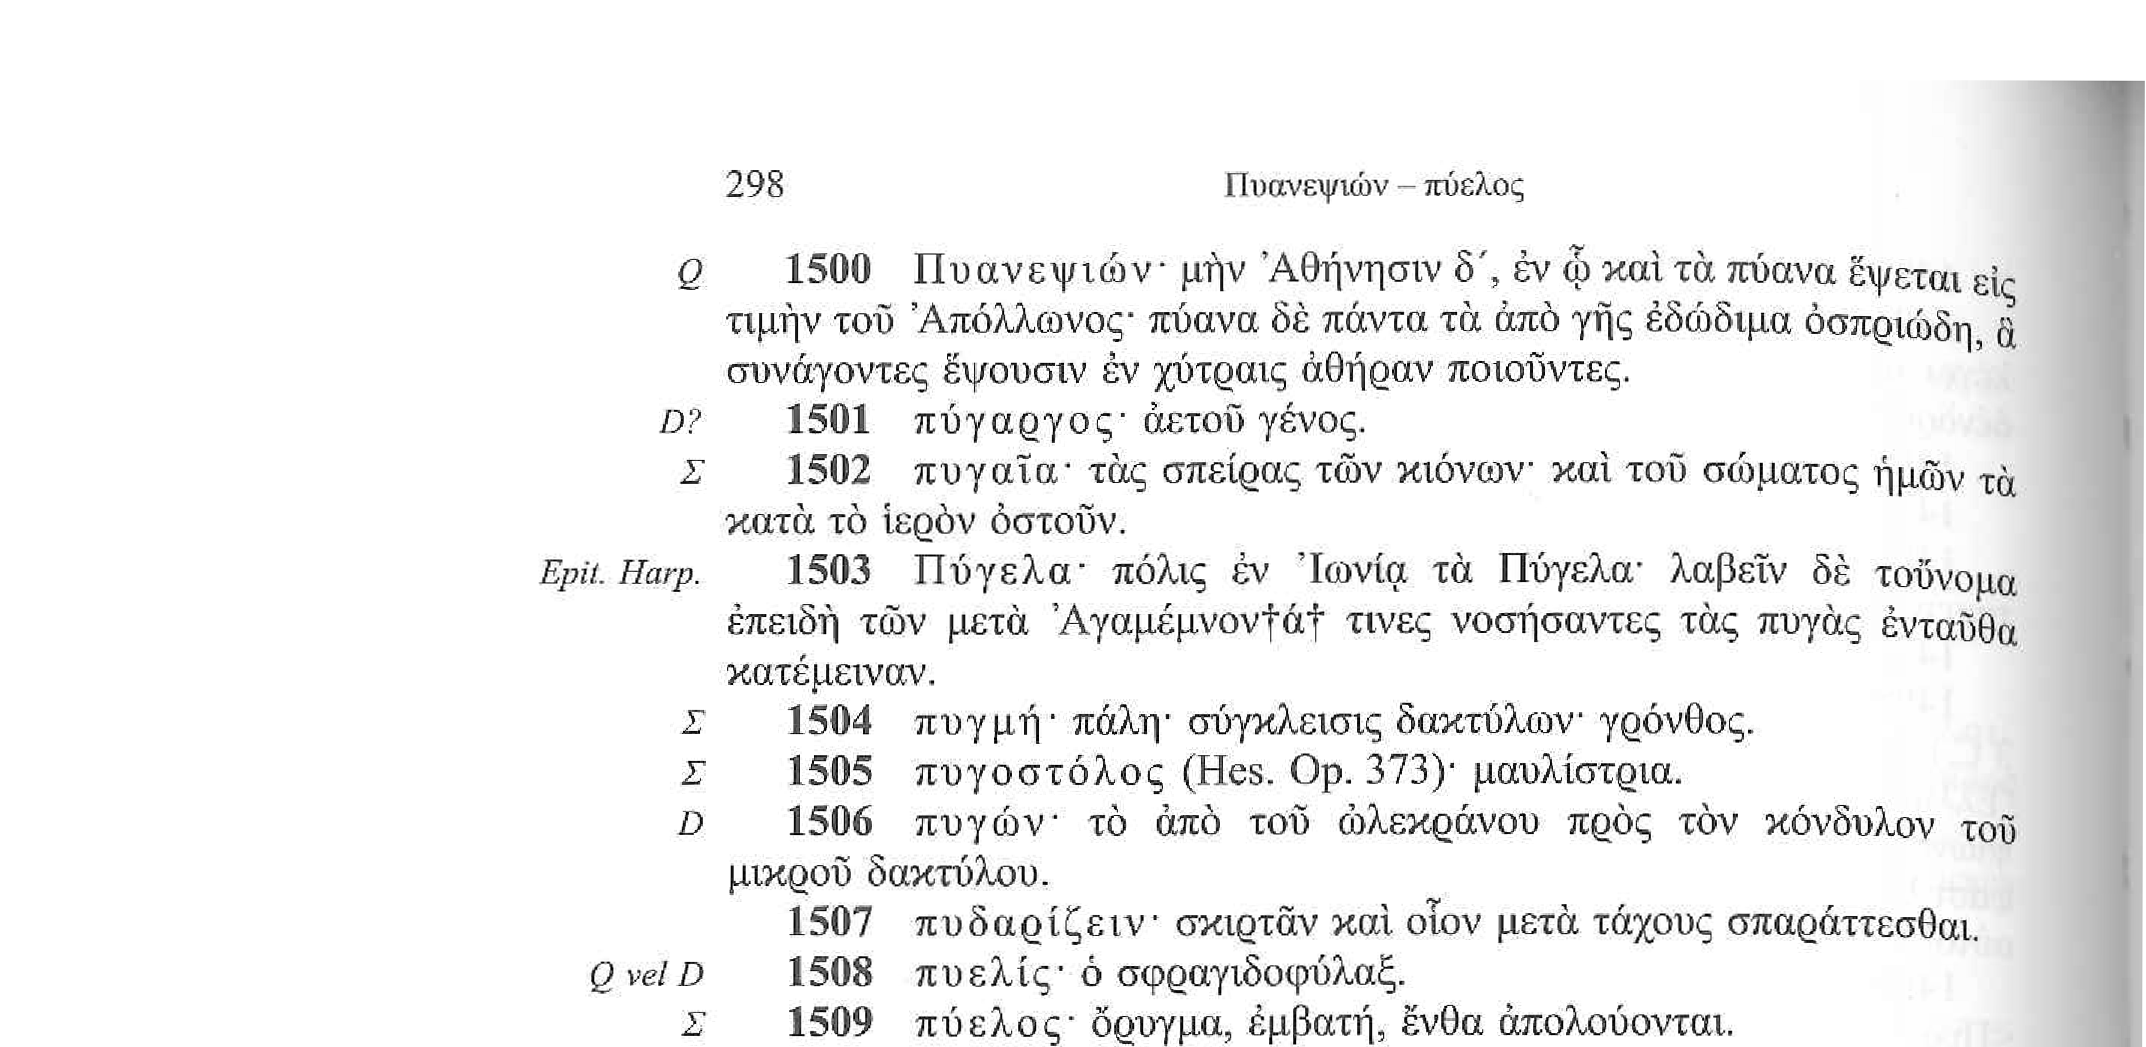 298 Πυανεψιών – πύελος
Q 1500 Πυανεψιών· μὴν Ἀθήνησιν δ´, ἐν ᾧ καὶ τὰ πύανα ἕψεται εἰς
τιμὴν τοῦ Ἀπόλλωνος· πύανα δὲ πάντα τὰ ἀπὸ γῆς ἐδώδιμα ὀσπριώδη, ἃ
συνάγοντες ἕψουσιν ἐν χύτραις ἀθήραν ποιοῦντες.
D? 1501 πύγαργος· ἀετοῦ γένος.
Σ 1502 πυγαῖα· τὰς σπείρας τῶν κιόνων· καὶ τοῦ σώματος ἡμῶν τὰ
κατὰ τὸ ἱερὸν ὀστοῦν.
Epit. Harp. 1503 Πύγελα· πόλις ἐν Ἰωνίᾳ τὰ Πύγελα· λαβεῖν δὲ τοὔνομα
ἐπειδὴ τῶν μετὰ Ἀγαμέμνον†ά† τινες νοσήσαντες τὰς πυγὰς ἐνταῦθα
κατέμειναν.
Σ 1504 πυγμή· πάλη· σύγκλεισις δακτύλων· γρόνθος.
Σ 1505 πυγοστόλος (Hes. Op. 373)· μαυλίστρια.
D 1506 πυγών· τὸ ἀπὸ τοῦ ὠλεκράνου πρὸς τὸν κόνδυλον τοῦ
μικροῦ δακτύλου.
1507 πυδαρίζειν· σκιρτᾶν καὶ οἷον μετὰ τάχους σπαράττεσθαι.
Q vel D 1508 πυελίς· ὁ σφραγιδοφύλαξ.
Σ 1509 πύελος· ὄρυγμα, ἐμβατή, ἔνθα ἀπολούονται.